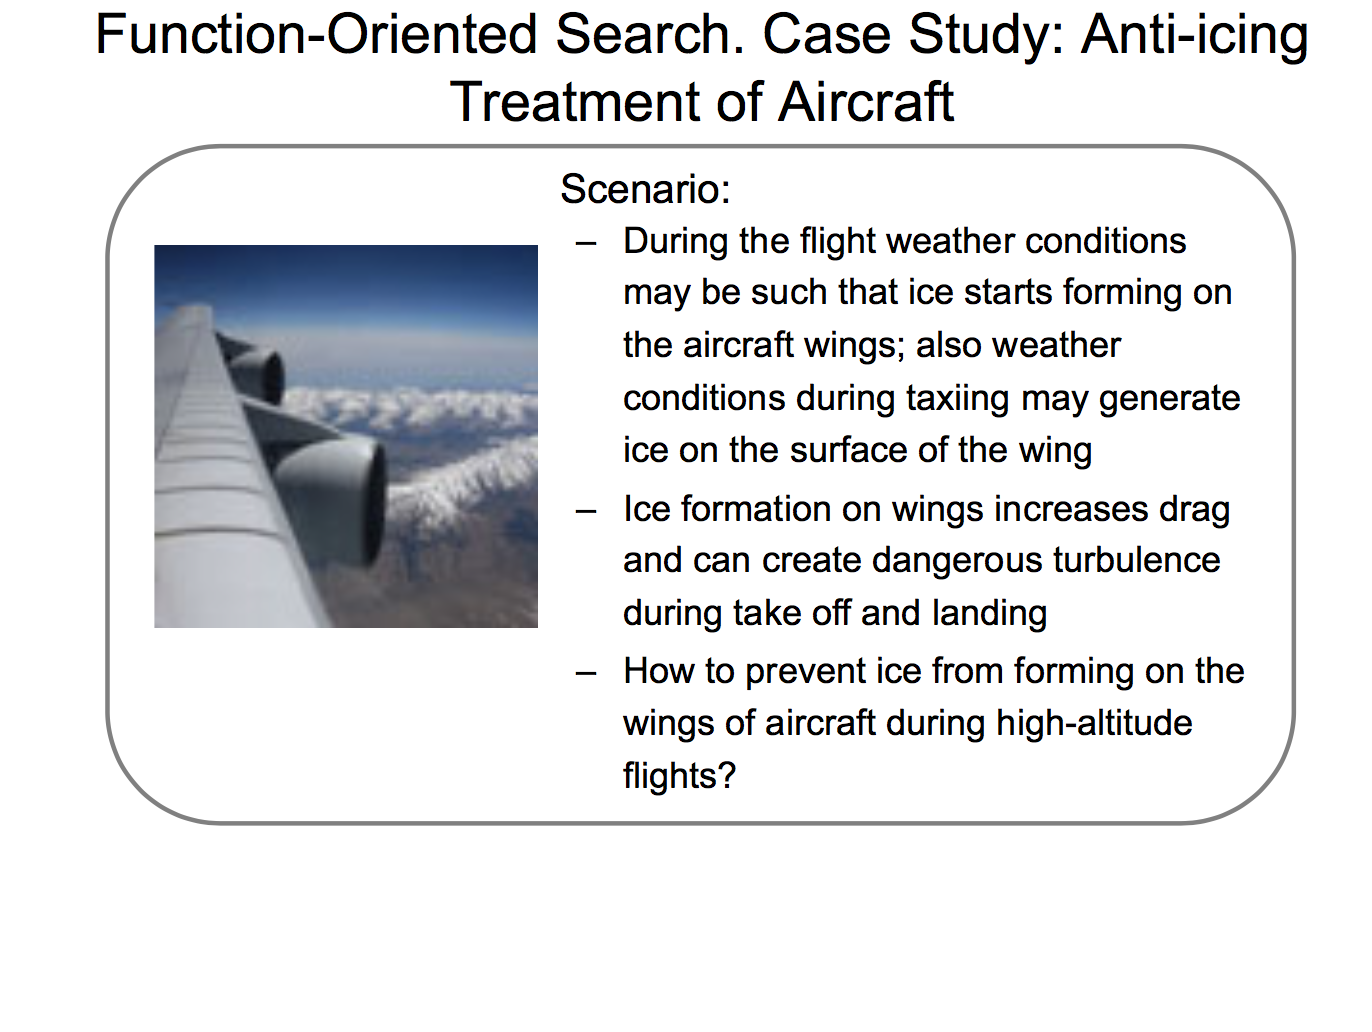 Function-Oriented Search. Case Study: Anti-icing
Treatment of Aircraft
Scenario:
– During the flight weather conditions
may be such that ice starts forming on
the aircraft wings; also weather
conditions during taxiing may generate
ice on the surface of the wing
– Ice formation on wings increases drag
and can create dangerous turbulence
during take off and landing
– How to prevent ice from forming on the
wings of aircraft during high-altitude
flights?